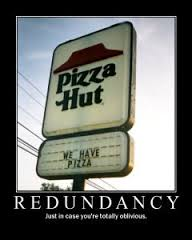 Pizza
Hut
WE HAVE
PIZZA
REDUNDANCY
Just in case you're totally oblivious.